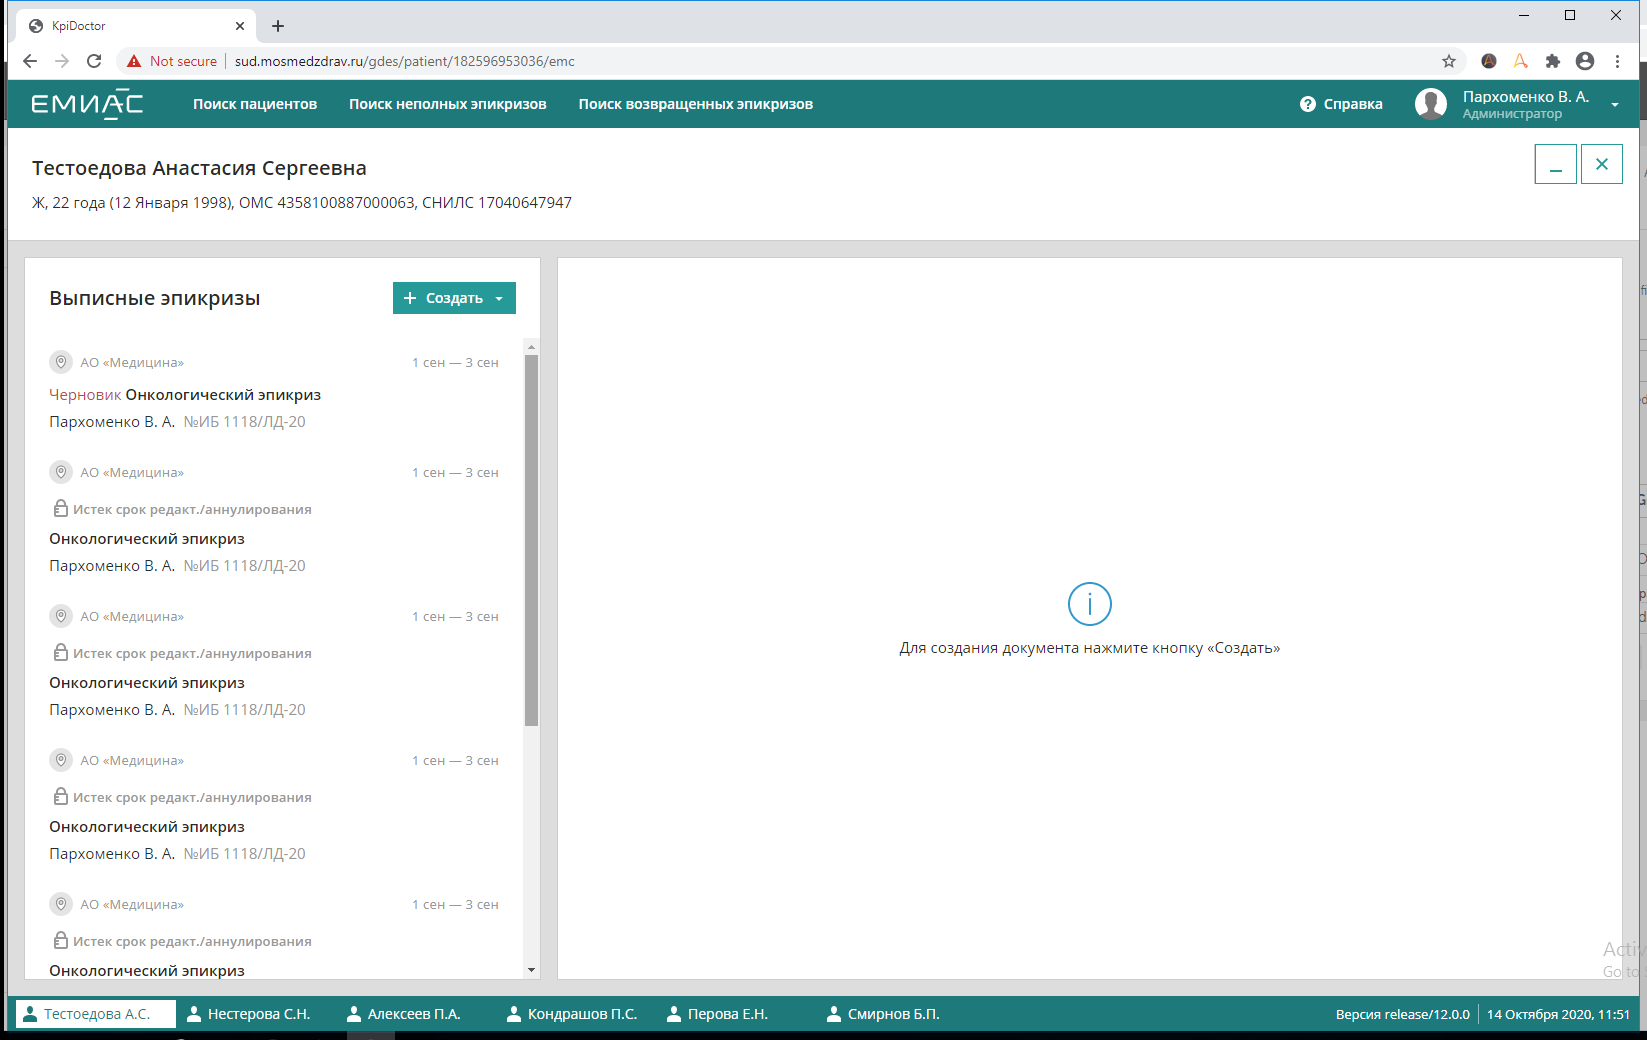 KpiDoctor
Not secure
sud.mosmedzdrav.ru/gdes/patient/182596953036/emc
ЕМИАС
Поиск пациентов
Поиск неполных эпикризов
Поиск возвращенных эпикризов
Справка
Пархоменко В. А.
Администратор
Тестоедова Анастасия Сергеевна
Ж, 22 года (12 Января 1998), ОМС 4358100887000063, СНИЛС 17040647947
Выписные эпикризы
Создать
АО «Медицина» 1 сен — 3 сен
Черновик Онкологический эпикриз
Пархоменко В. А. №ИБ 1118/ЛД-20
АО «Медицина» 1 сен — 3 сен
Истек срок редакт./аннулирования
Онкологический эпикриз
Пархоменко В. А. №ИБ 1118/ЛД-20
АО «Медицина» 1 сен — 3 сен
Истек срок редакт./аннулирования
Онкологический эпикриз
Пархоменко В. А. №ИБ 1118/ЛД-20
АО «Медицина» 1 сен — 3 сен
Истек срок редакт./аннулирования
Онкологический эпикриз
Пархоменко В. А. №ИБ 1118/ЛД-20
АО «Медицина» 1 сен — 3 сен
Истек срок редакт./аннулирования
Онкологический эпикриз
Для создания документа нажмите кнопку «Создать»
Go to
Тестоедова А.С.
Нестерова С.Н.
Алексеев П.А.
Кондрашов П.С.
Перова Е.Н.
Смирнов Б.П.
Версия release/12.0.0
14 Октября 2020, 11:51